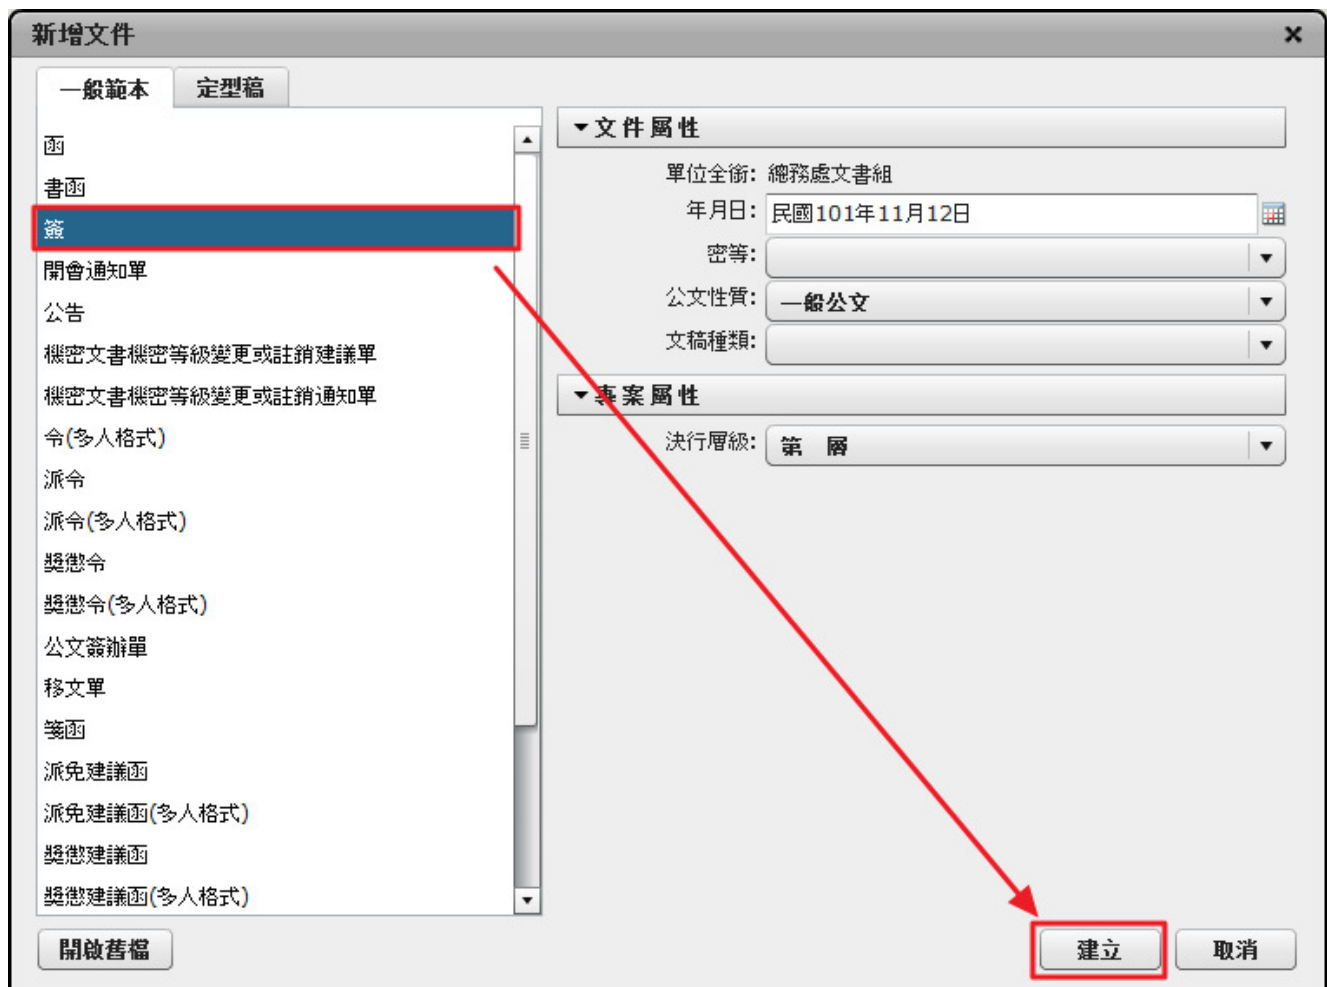 新增文件
一般範本
定型稿
函
書函
簽
開會通知單
公告
機密文書機密等級變更或註銷建議單
機密文書機密等級變更或註銷通知單
令(多人格式)
派令
派令(多人格式)
獎懲令
獎懲令(多人格式)
公文簽辦單
移文單
箋函
派免建議函
派免建議函(多人格式)
獎懲建議函
獎懲建議函(多人格式)
開啟舊檔
文件屬性
單位全銜: 總務處文書組
年月日: 民國101年11月12日
密等:
公文性質: 一般公文
文稿種類:
專案屬性
決行層級: 第 層
建立
取消